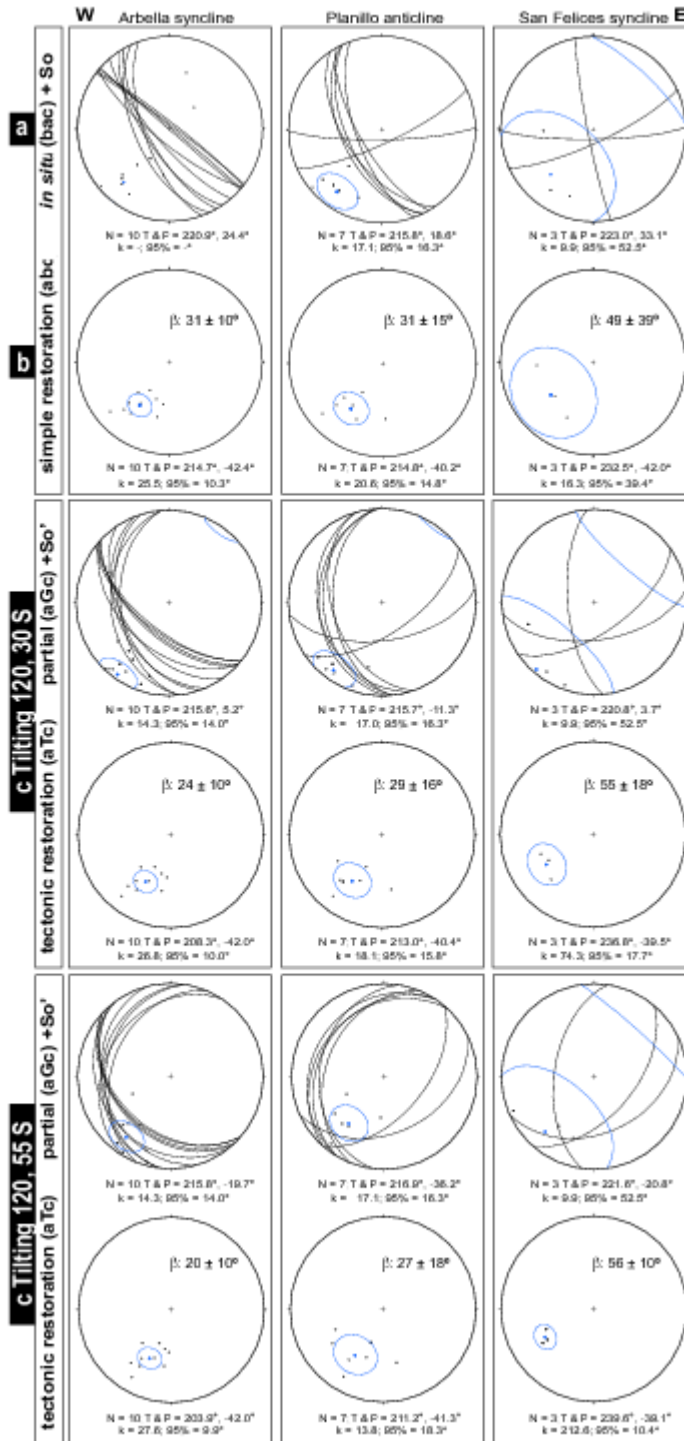 W
Arbella syncline
Planillo anticline
San Felices syncline
E
a
in situ (bac) + So
N = 10 T & P = 220.9°, 24.4°
k = -; 95% = -°
N = 7 T & P = 215.8°, 18.6°
k = 17.1; 95% = 16.3°
N = 3 T & P = 223.0°, 33.1°
k = 9.9; 95% = 52.5°
b
simple restoration (abc
β: 31 ± 10º
β: 31 ± 15º
β: 49 ± 39º
N = 10 T & P = 214.7°, -42.4°
k = 25.5; 95% = 10.3°
N = 7; T & P = 214.8°, -40.2°
k = 20.6; 95% = 14.8°
N = 3 T & P = 232.5°, -42.0°
k = 16.3; 95% = 39.4°
c Tilting 120, 30 S
partial (aGc) +So'
N = 10 T & P = 215.6°, 5.2°
k = 14.3; 95% = 14.0°
N = 7 T & P = 215.7°, -11.3°
k = 17.0; 95% = 16.3°
N = 3 T & P = 220.8°, 3.7°
k = 9.9; 95% = 52.5°
tectonic restoration (aTc)
β: 24 ± 10º
β: 29 ± 16º
β: 55 ± 18º
N = 10; T & P = 208.3°, -42.0°
k = 26.8; 95% = 10.0°
N = 7; T & P = 213.0°, -40.4°
k = 18.1; 95% = 15.8°
N = 3 T & P = 236.8°, -39.5°
k = 74.3; 95% = 17.7°
c Tilting 120, 55 S
partial (aGc) +So'
N = 10 T & P = 215.8°, -19.7°
k = 14.3; 95% = 14.0°
N = 7 T & P = 216.9°, -36.2°
k = 17.1; 95% = 16.3°
N = 3 T & P = 221.6°, -20.8°
k = 9.9; 95% = 52.5°
tectonic restoration (aTc)
β: 20 ± 10º
β: 27 ± 18º
β: 56 ± 10º
N = 10; T & P = 203.9°, -42.0°
k = 27.6; 95% = 9.9°
N = 7; T & P = 211.2°, -41.3°
k = 13.8; 95% = 18.3°
N = 3 T & P = 239.6°, -38.1°
k = 212.6; 95% = 10.4°